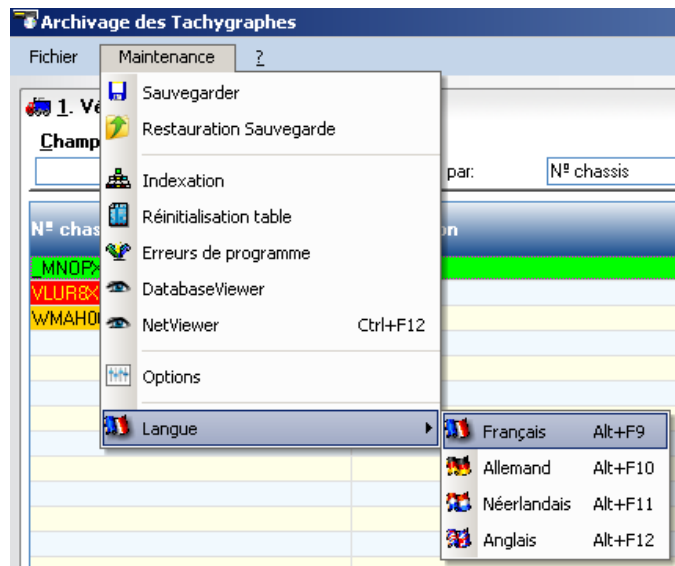 Archivage des Tachygraphes
Fichier Maintenance ?
1. Vé
Champ
par: Nº chassis
Nº chas
on
_MNOPX
VLUR8X
WMAH0
Sauvegarder
Restauration Sauvegarde
Indexation
Réinitialisation table
Erreurs de programme
DatabaseViewer
NetViewer Ctrl+F12
Options
Langue
Français Alt+F9
Allemand Alt+F10
Néerlandais Alt+F11
Anglais Alt+F12